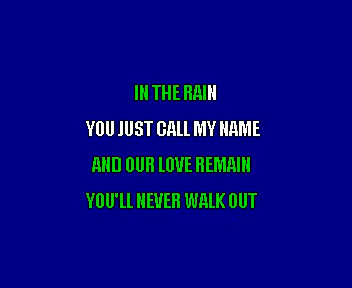 IN THE RAIN
YOU JUST CALL MY NAME
AND OUR LOVE REMAIN
YOU'LL NEVER WALK OUT